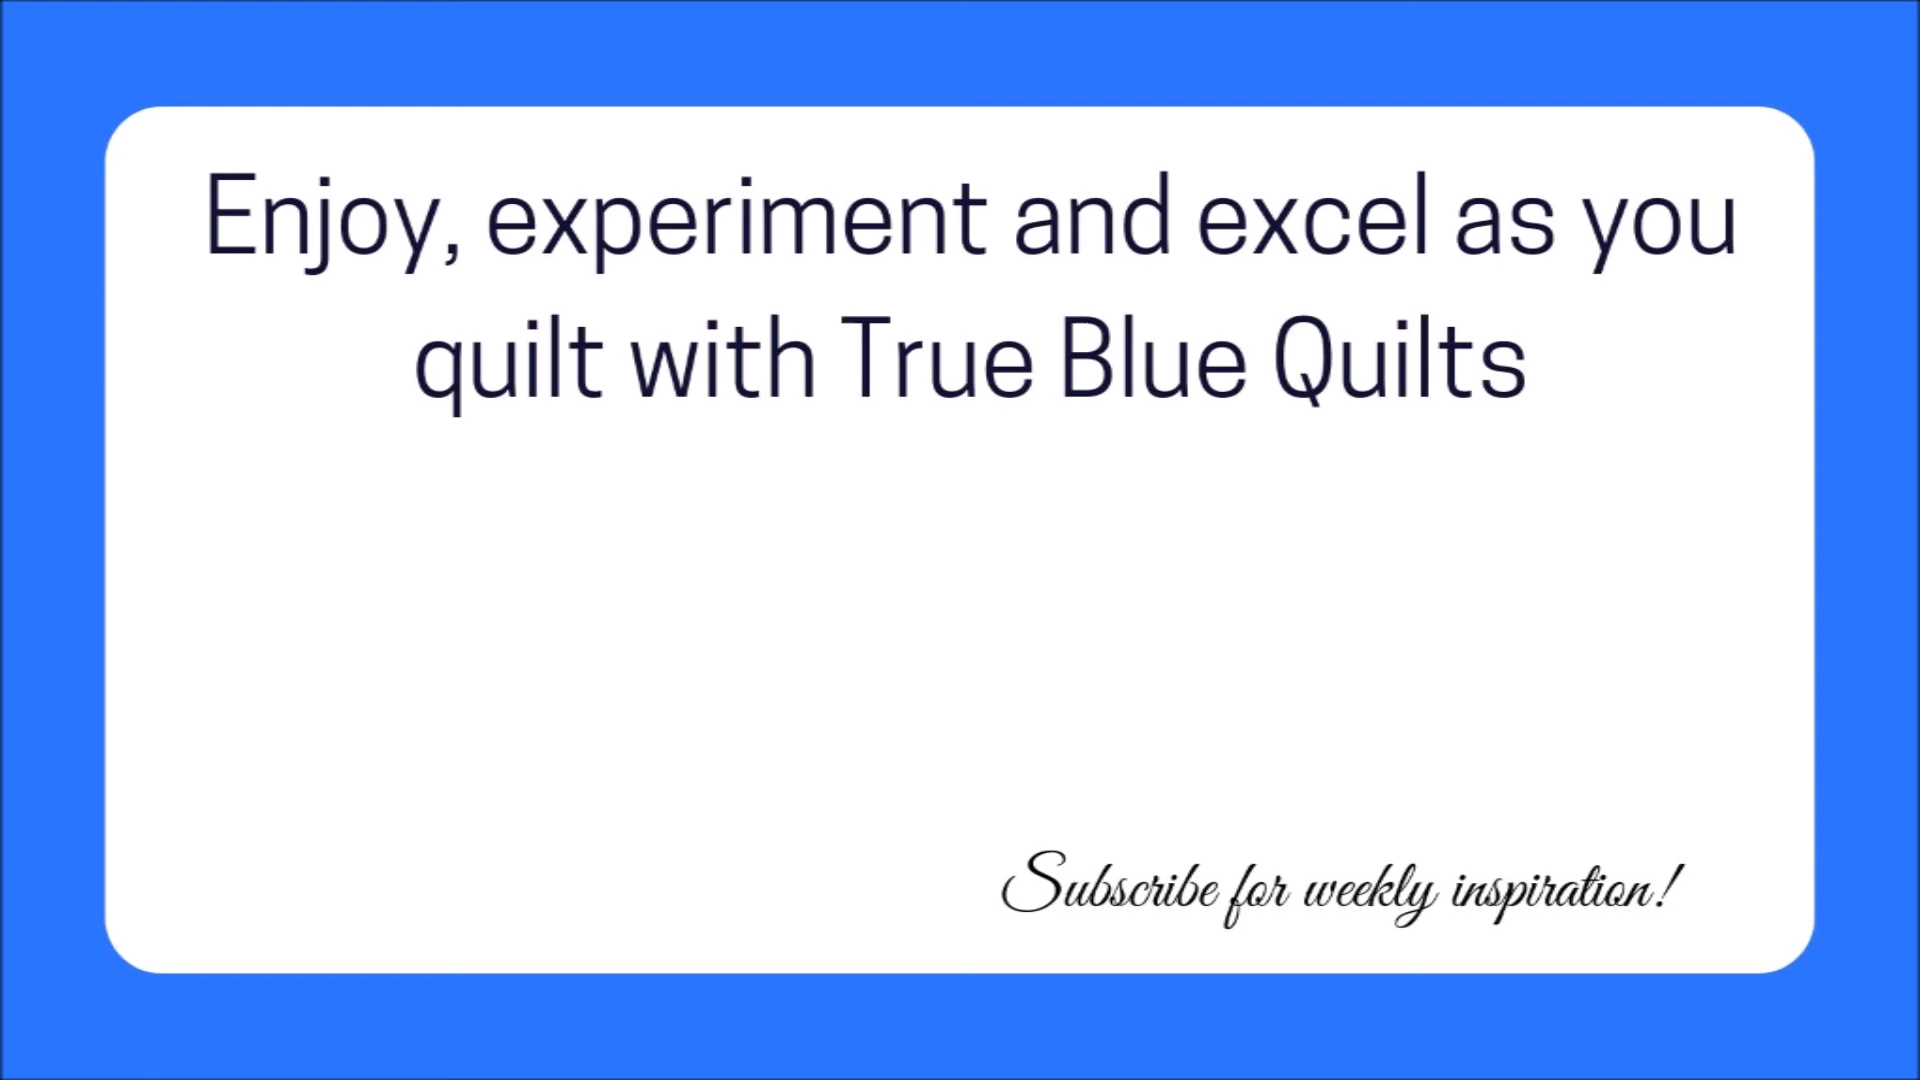 Enjoy, experiment and excel as you
quilt with True Blue Quilts
Subscribe for weekly inspiration!